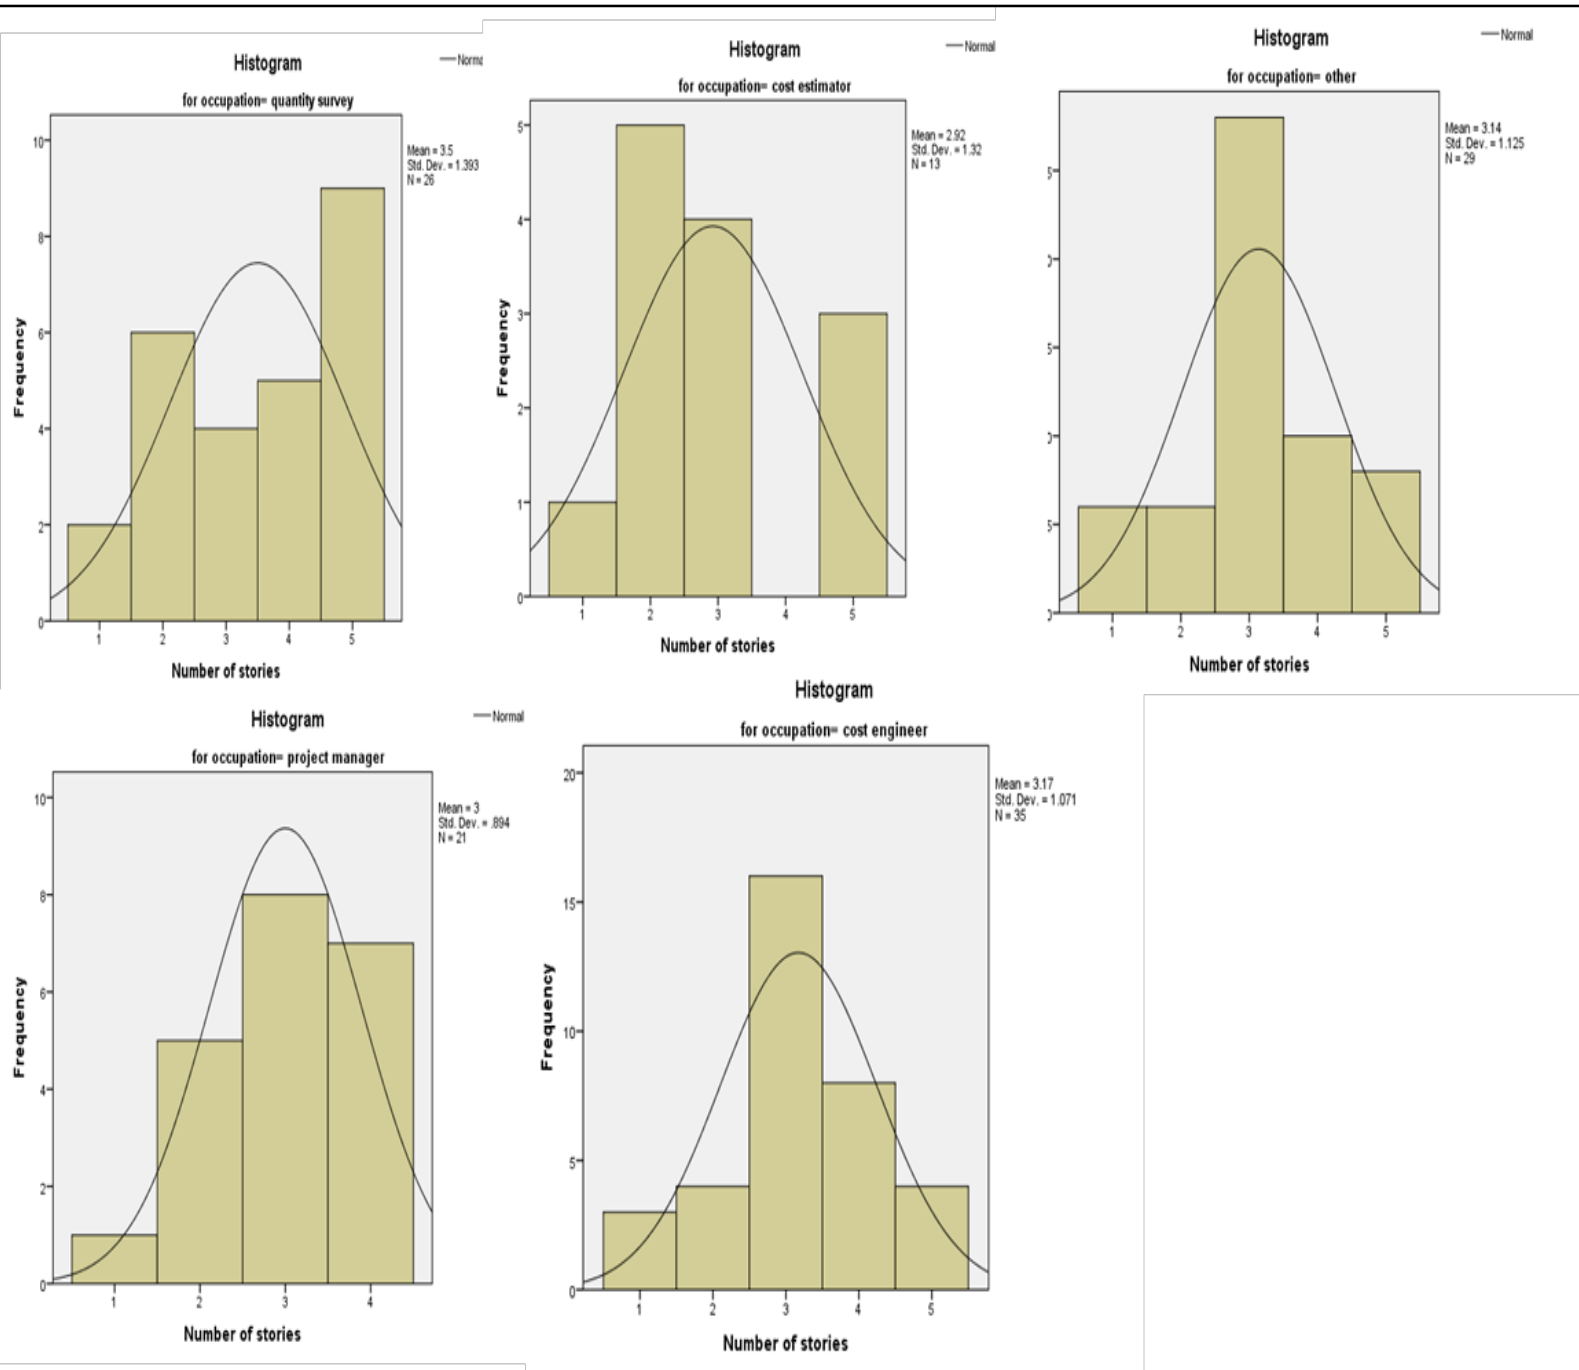 Histogram
Norma
for occupation= quantity survey
Mean = 3.5
Std. Dev. = 1.393
N = 26
10
8
6
4
2
0
Frequency
1 2 3 4 5
Number of stories
Histogram
Normal
for occupation= cost estimator
Mean = 2.92
Std. Dev. = 1.32
N = 13
5
4
3
2
1
0
Frequency
1 2 3 4 5
Number of stories
Histogram
Normal
for occupation= other
Mean = 3.14
Std. Dev. = 1.125
N = 29
5
5
5
1 2 3 4 5
Number of stories
Histogram
Normal
for occupation= project manager
Mean = 3
Std. Dev. = .894
N = 21
10
8
6
4
2
0
Frequency
1 2 3 4
Number of stories
Histogram
for occupation= cost engineer
Mean = 3.17
Std. Dev. = 1.071
N = 35
20
15
10
5
0
Frequency
1 2 3 4 5
Number of stories